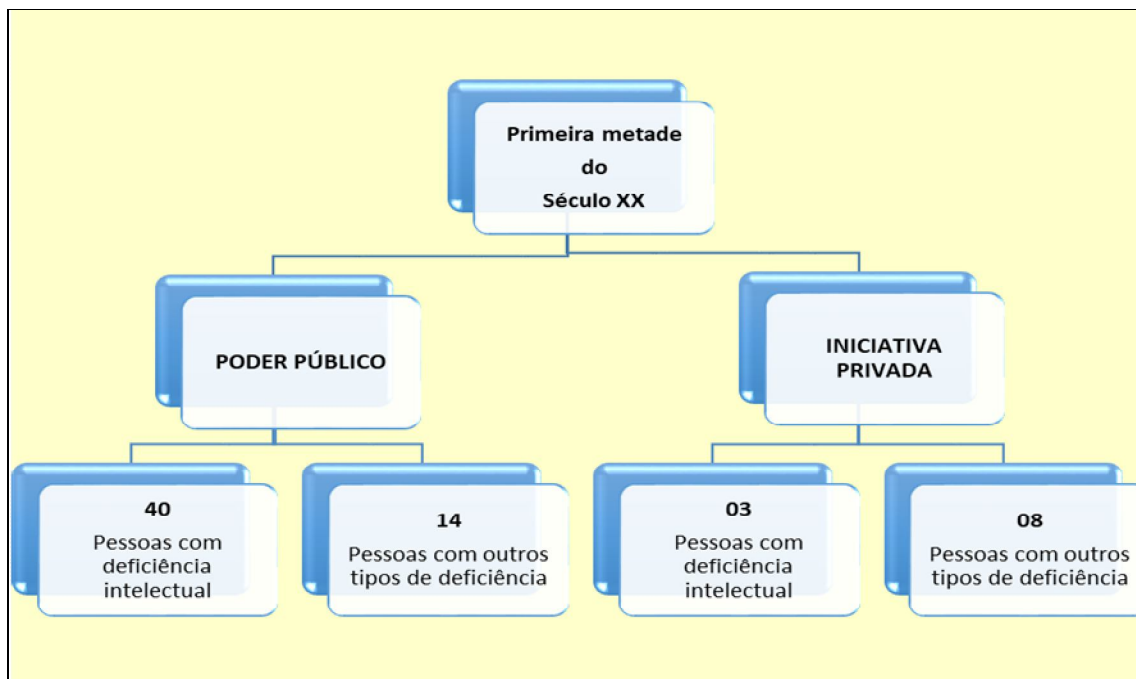 Primeira metade
do
Século XX
PODER PÚBLICO
INICIATIVA
PRIVADA
40
Pessoas com
deficiência
intelectual
14
Pessoas com outros
tipos de deficiência
03
Pessoas com
deficiência
intelectual
08
Pessoas com outros
tipos de deficiência